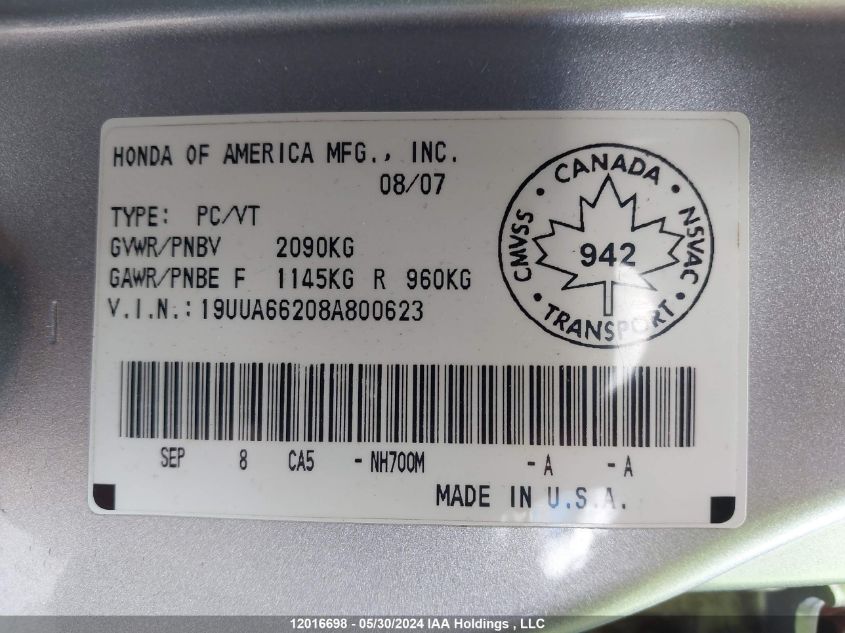 HONDA OF AMERICA MFG., INC.
08/07
TYPE: PC/VT
GVWR/PNBV 2090KG
GAWR/PNBE F 1145KG R 960KG
V.I.N.: 19UUA66208A800623
CANADA
CMVSS
NSVAC
942
TRANSPORT
SEP 8 CA5 - NH700M - A - A
MADE IN U.S.A.
12016698 - 05/30/2024 IAA Holdings , LLC